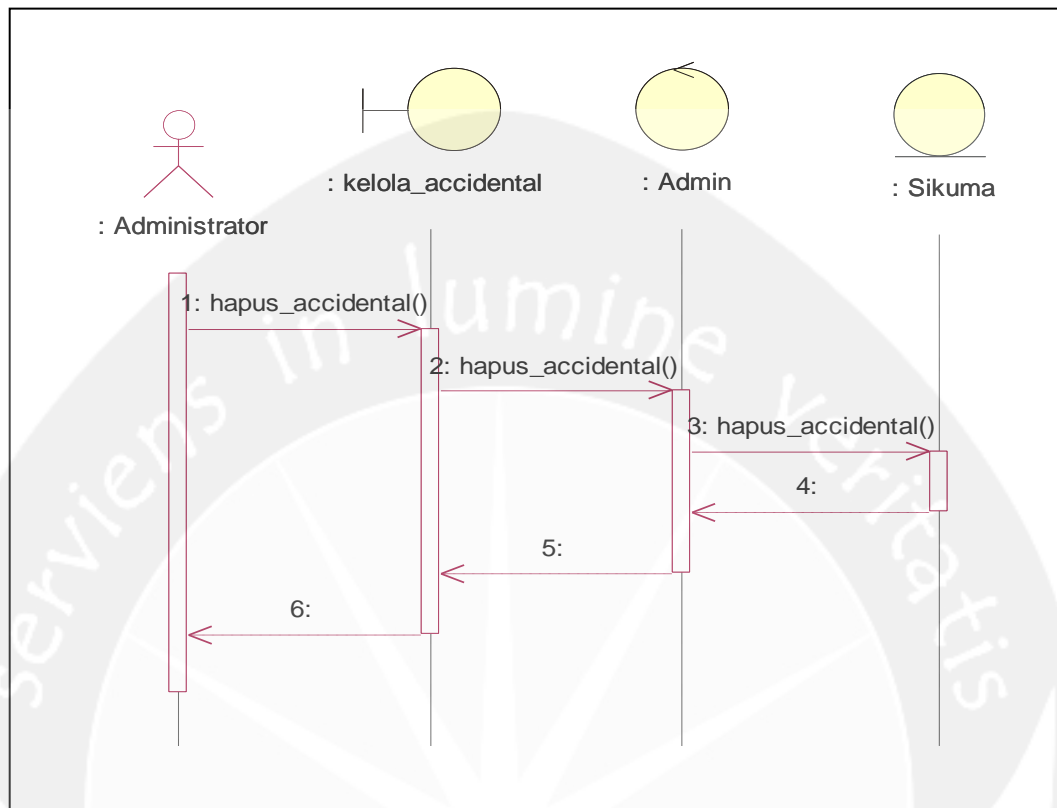 : kelola_accidental
: Admin
: Sikuma
: Administrator
1: hapus_accidental()
2: hapus_accidental()
3: hapus_accidental()
4:
5:
6:
serviens in lumine veritatis